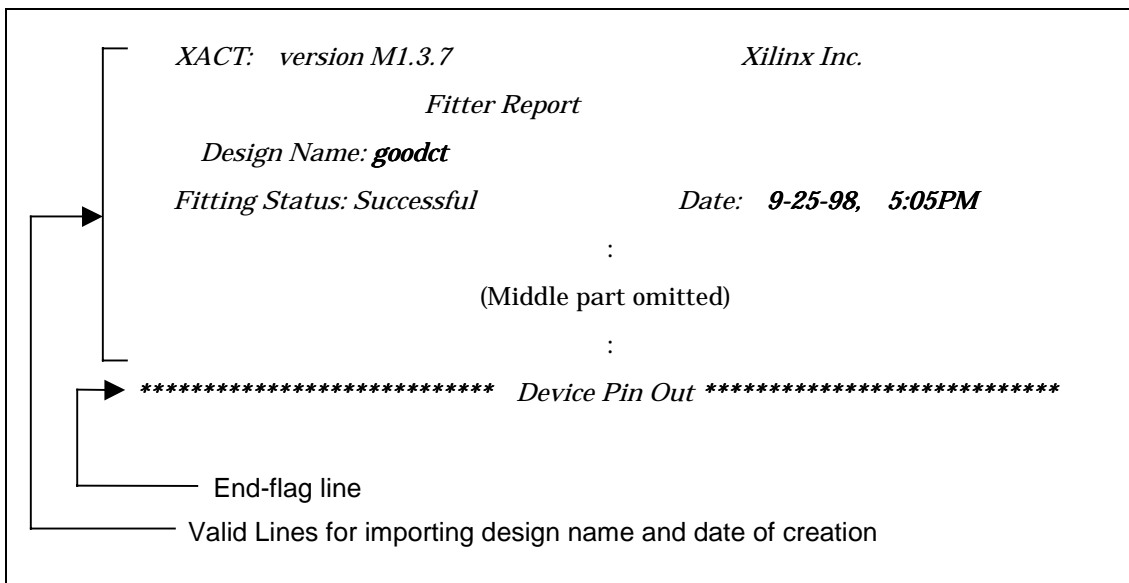 XACT: version M1.3.7 Xilinx Inc.
Fitter Report
Design Name: goodct
Fitting Status: Successful Date: 9-25-98, 5:05PM
:
(Middle part omitted)
:
**************************** Device Pin Out ****************************
End-flag line
Valid Lines for importing design name and date of creation